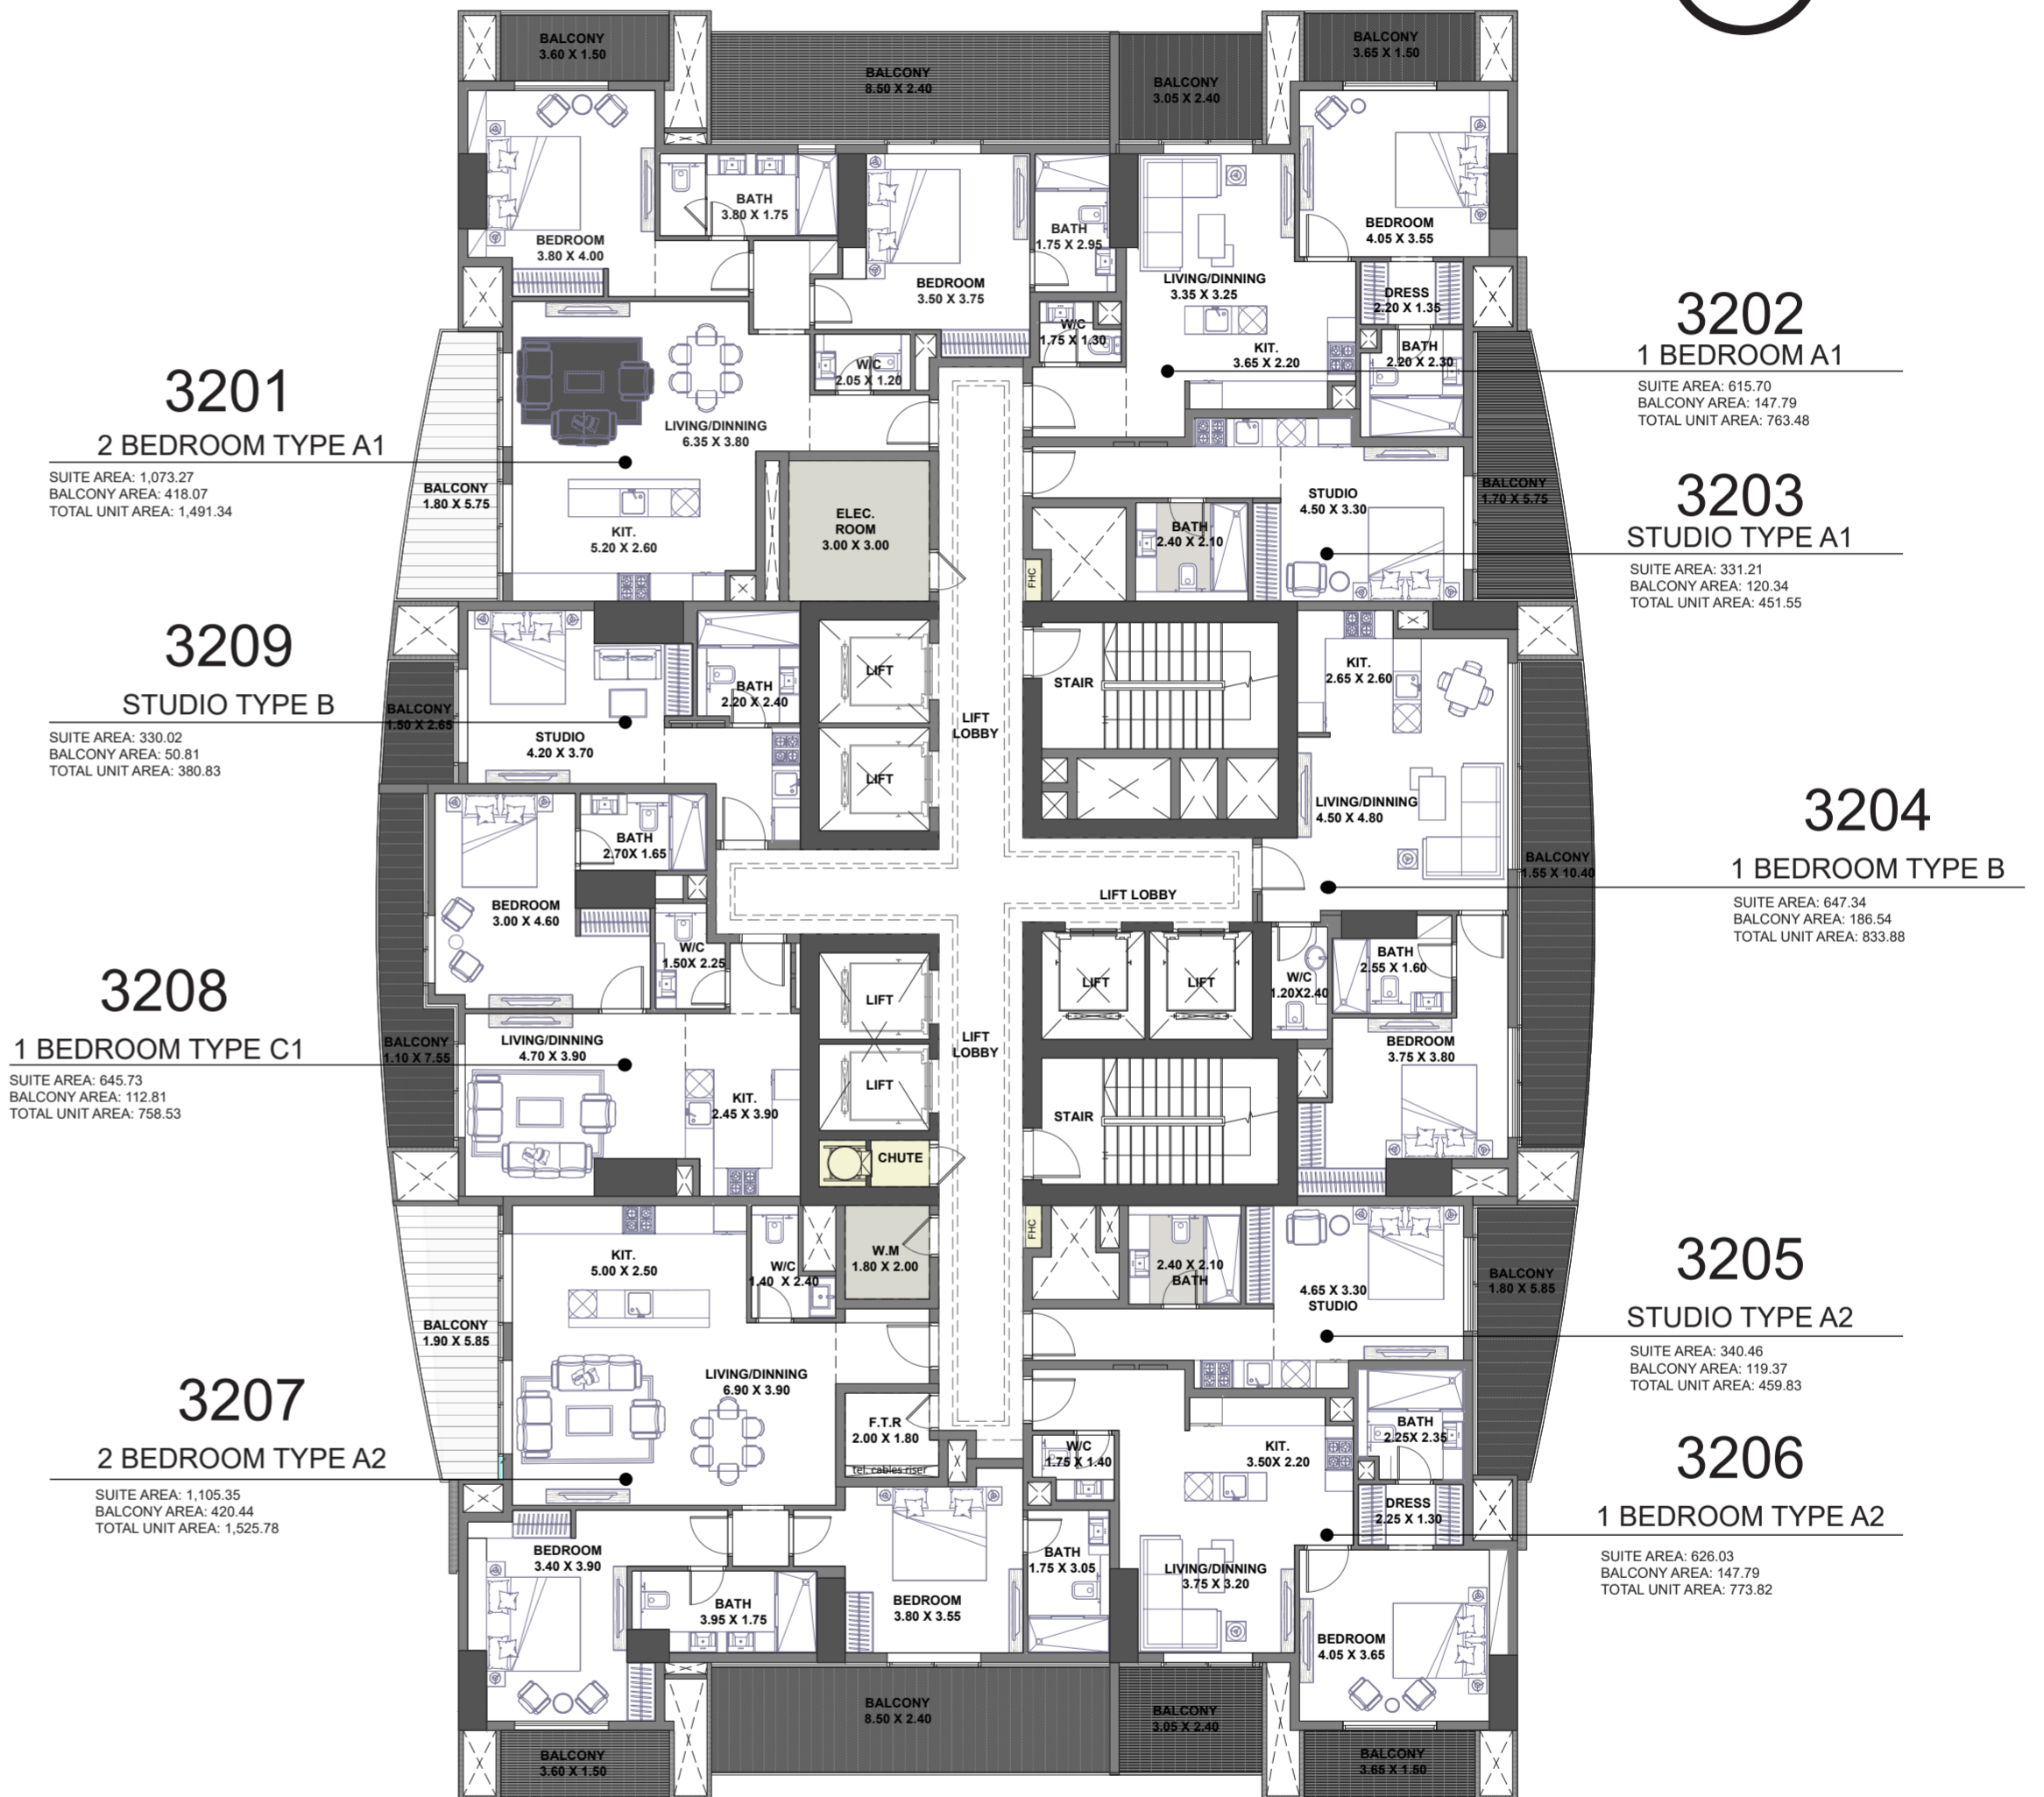 BALCONY
3.60 X 1.50
BALCONY
8.50 X 2.40
BALCONY
3.05 X 2.40
BALCONY
3.65 X 1.50
BATH
3.80 X 1.75
BEDROOM
3.80 X 4.00
BEDROOM
3.50 X 3.75
BATH
1.75 X 2.95
LIVING/DINNING
3.35 X 3.25
BEDROOM
4.05 X 3.55
DRESS
2.20 X 1.35
W/C
1.75 X 1.30
KIT.
3.65 X 2.20
BATH
2.20 X 2.30
W/C
2.05 X 1.20
3201
2 BEDROOM TYPE A1
SUITE AREA: 1,073.27
BALCONY AREA: 418.07
TOTAL UNIT AREA: 1,491.34
LIVING/DINNING
6.35 X 3.80
BALCONY
1.80 X 5.75
KIT.
5.20 X 2.60
ELEC.
ROOM
3.00 X 3.00
3202
1 BEDROOM A1
SUITE AREA: 615.70
BALCONY AREA: 147.79
TOTAL UNIT AREA: 763.48
STUDIO
4.50 X 3.30
BALCONY
1.70 X 5.75
BATH
2.40 X 2.10
FHC
3203
STUDIO TYPE A1
SUITE AREA: 331.21
BALCONY AREA: 120.34
TOTAL UNIT AREA: 451.55
3209
STUDIO TYPE B
SUITE AREA: 330.02
BALCONY AREA: 50.81
TOTAL UNIT AREA: 380.83
BALCONY
1.50 X 2.65
STUDIO
4.20 X 3.70
BATH
2.20 X 2.40
LIFT
LIFT
LIFT
LOBBY
STAIR
KIT.
2.65 X 2.60
LIVING/DINNING
4.50 X 4.80
BALCONY
1.55 X 10.40
3204
1 BEDROOM TYPE B
SUITE AREA: 647.34
BALCONY AREA: 186.54
TOTAL UNIT AREA: 833.88
BATH
2.70X 1.65
BEDROOM
3.00 X 4.60
W/C
1.50X 2.25
LIFT LOBBY
LIFT
LIFT
W/C
1.20X2.40
BATH
2.55 X 1.60
BEDROOM
3.75 X 3.80
3208
1 BEDROOM TYPE C1
SUITE AREA: 645.73
BALCONY AREA: 112.81
TOTAL UNIT AREA: 758.53
BALCONY
1.10 X 7.55
LIVING/DINNING
4.70 X 3.90
KIT.
2.45 X 3.90
LIFT
LIFT
LIFT
LOBBY
STAIR
CHUTE
KIT.
5.00 X 2.50
W/C
1.40 X 2.40
W.M
1.80 X 2.00
FHC
2.40 X 2.10
BATH
4.65 X 3.30
STUDIO
BALCONY
1.80 X 5.85
3205
STUDIO TYPE A2
SUITE AREA: 340.46
BALCONY AREA: 119.37
TOTAL UNIT AREA: 459.83
BALCONY
1.90 X 5.85
LIVING/DINNING
6.90 X 3.90
3207
2 BEDROOM TYPE A2
SUITE AREA: 1,105.35
BALCONY AREA: 420.44
TOTAL UNIT AREA: 1,525.78
F.T.R
2.00 X 1.80
tel. cables riser
W/C
1.75 X 1.40
KIT.
3.50X 2.20
BATH
2.25X 2.35
DRESS
2.25 X 1.30
3206
1 BEDROOM TYPE A2
SUITE AREA: 626.03
BALCONY AREA: 147.79
TOTAL UNIT AREA: 773.82
BEDROOM
3.40 X 3.90
BATH
3.95 X 1.75
BEDROOM
3.80 X 3.55
BATH
1.75 X 3.05
LIVING/DINNING
3.75 X 3.20
BEDROOM
4.05 X 3.65
BALCONY
8.50 X 2.40
BALCONY
3.05 X 2.40
BALCONY
3.60 X 1.50
BALCONY
3.65 X 1.50